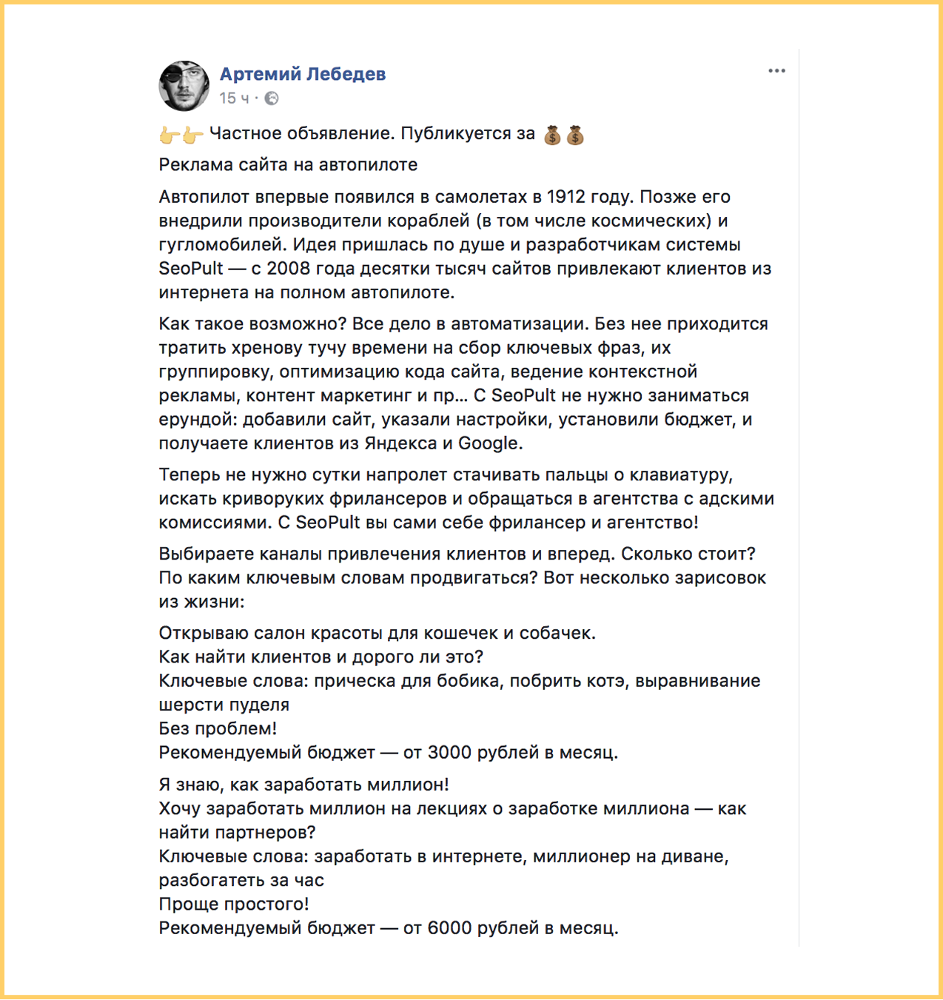 Артемий Лебедев
15 ч ·
👉👉 Частное объявление. Публикуется за 💰💰
Реклама сайта на автопилоте
Автопилот впервые появился в самолетах в 1912 году. Позже его
внедрили производители кораблей (в том числе космических) и
гугломобилей. Идея пришлась по душе и разработчикам системы
SeoPult — с 2008 года десятки тысяч сайтов привлекают клиентов из
интернета на полном автопилоте.
Как такое возможно? Все дело в автоматизации. Без нее приходится
тратить хренову тучу времени на сбор ключевых фраз, их
группировку, оптимизацию кода сайта, ведение контекстной
рекламы, контент маркетинг и пр... С SeoPult не нужно заниматься
ерундой: добавили сайт, указали настройки, установили бюджет, и
получаете клиентов из Яндекса и Google.
Теперь не нужно сутки напролет стачивать пальцы о клавиатуру,
искать криворуких фрилансеров и обращаться в агентства с адскими
комиссиями. С SeoPult вы сами себе фрилансер и агентство!
Выбираете каналы привлечения клиентов и вперед. Сколько стоит?
По каким ключевым словам продвигаться? Вот несколько зарисовок
из жизни:
Открываю салон красоты для кошечек и собачек.
Как найти клиентов и дорого ли это?
Ключевые слова: прическа для бобика, побрить котэ, выравнивание
шерсти пуделя
Без проблем!
Рекомендуемый бюджет — от 3000 рублей в месяц.
Я знаю, как заработать миллион!
Хочу заработать миллион на лекциях о заработке миллиона — как
найти партнеров?
Ключевые слова: заработать в интернете, миллионер на диване,
разбогатеть за час
Проще простого!
Рекомендуемый бюджет — от 6000 рублей в месяц.